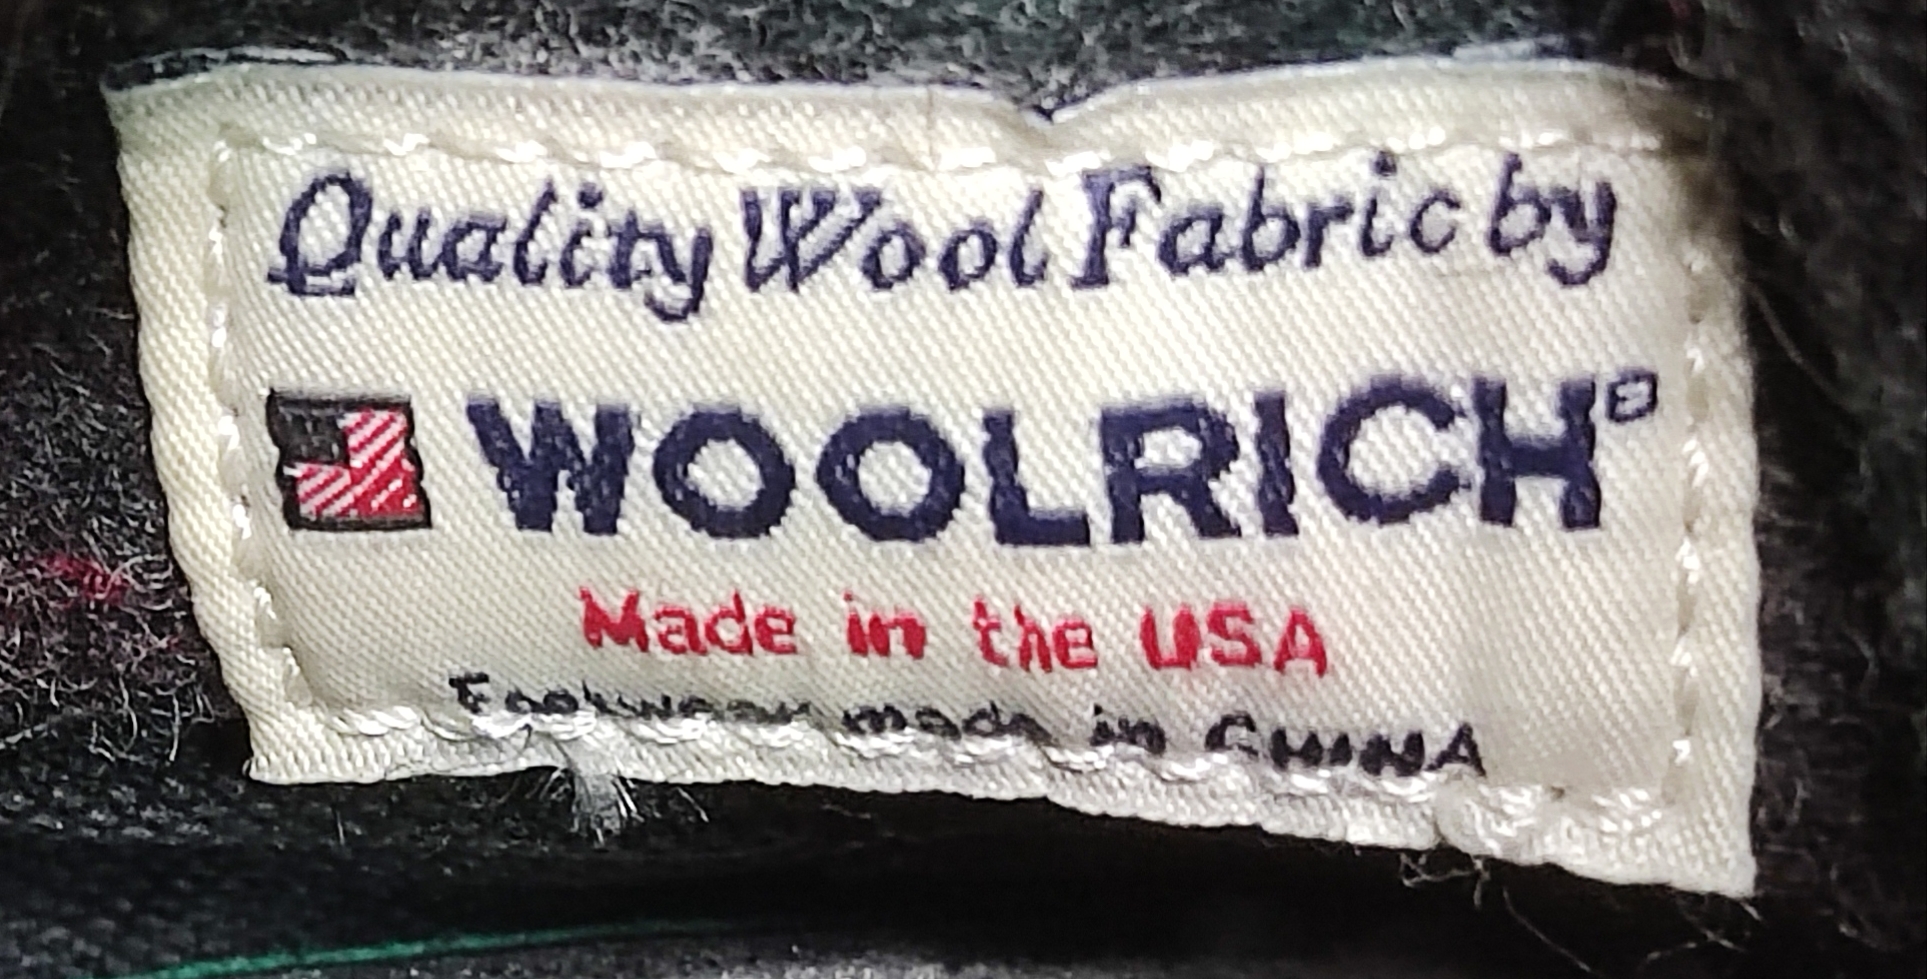 Quality Wool Fabric by
WOOLRICH®
Made in the USA
Footwear made in CHINA